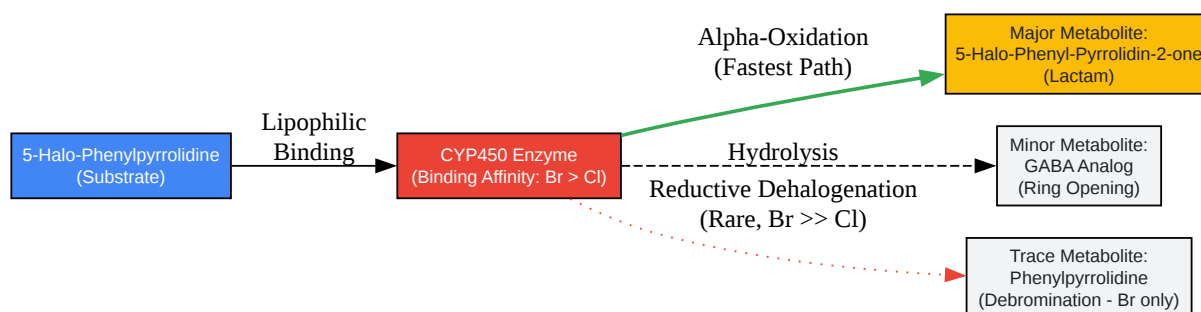 5-Halo-Phenylpyrrolidine
(Substrate)
Lipophilic
Binding
CYP450 Enzyme
(Binding Affinity: Br > Cl)
Alpha-Oxidation
(Fastest Path)
Major Metabolite:
5-Halo-Phenyl-Pyrrolidin-2-one
(Lactam)
Hydrolysis
Minor Metabolite:
GABA Analog
(Ring Opening)
Reductive Dehalogenation
(Rare, Br >> Cl)
Trace Metabolite:
Phenylpyrrolidine
(Debromination - Br only)